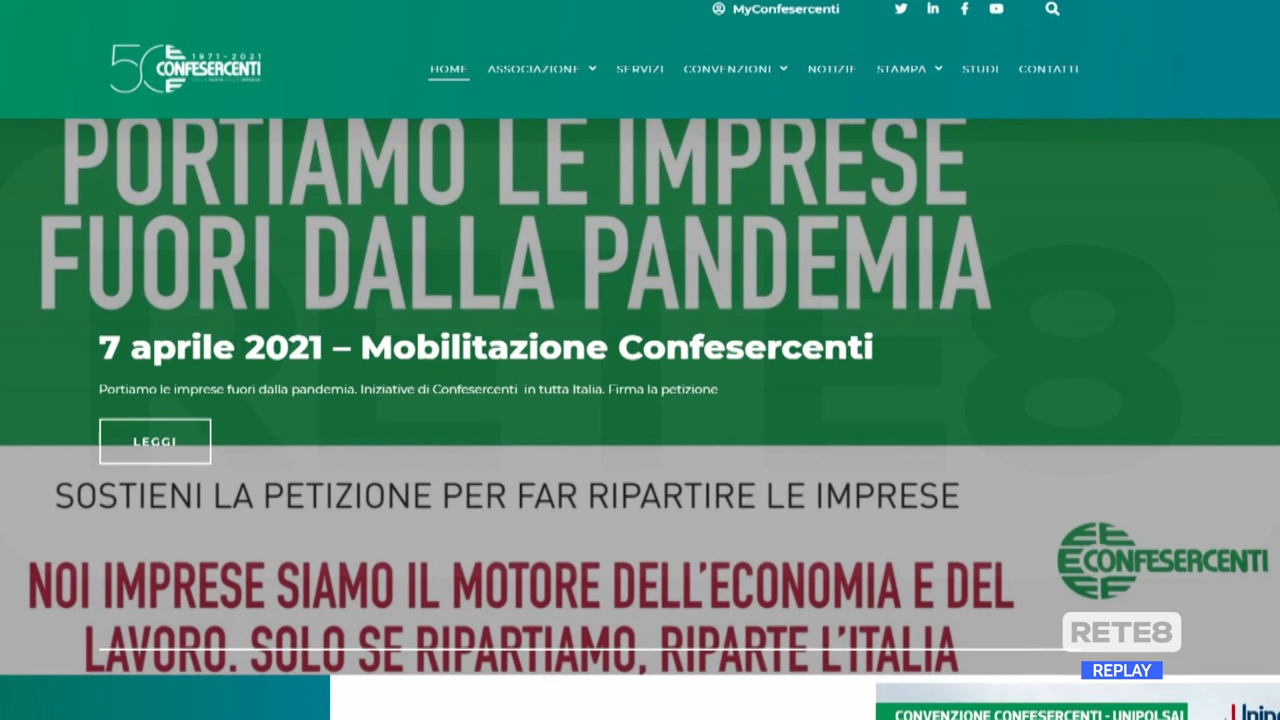 MyConfesercenti
50 1971-2021
CONFESERCENTI
HOME ASSOCIAZIONE SERVIZI CONVENZIONI NOTIZIE STAMPA STUDI CONTATTI
PORTIAMO LE IMPRESE
FUORI DALLA PANDEMIA
7 aprile 2021 – Mobilitazione Confesercenti
Portiamo le imprese fuori dalla pandemia. Iniziative di Confesercenti in tutta Italia. Firma la petizione
LEGGI
SOSTIENI LA PETIZIONE PER FAR RIPARTIRE LE IMPRESE
CONFESERCENTI
NOI IMPRESE SIAMO IL MOTORE DELL'ECONOMIA E DEL
LAVORO. SOLO SE RIPARTIAMO, RIPARTE L'ITALIA
RETE8
REPLAY
CONVENZIONE CONFESERCENTI - UNIPOLSAI